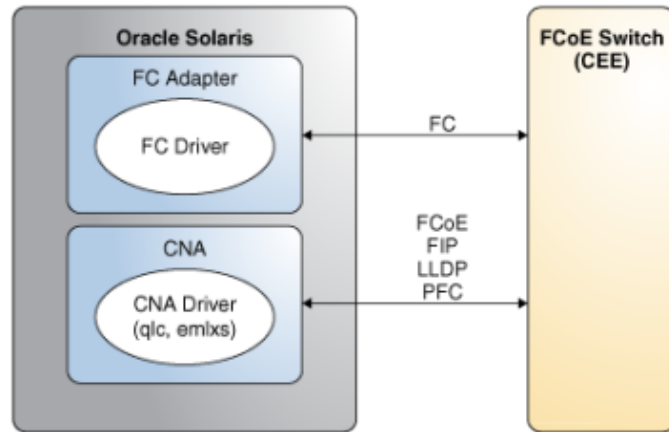 Oracle Solaris
FC Adapter
FC Driver
CNA
CNA Driver
(qlc, emlxs)
FC
FCoE
FIP
LLDP
PFC
FCoE Switch
(CEE)